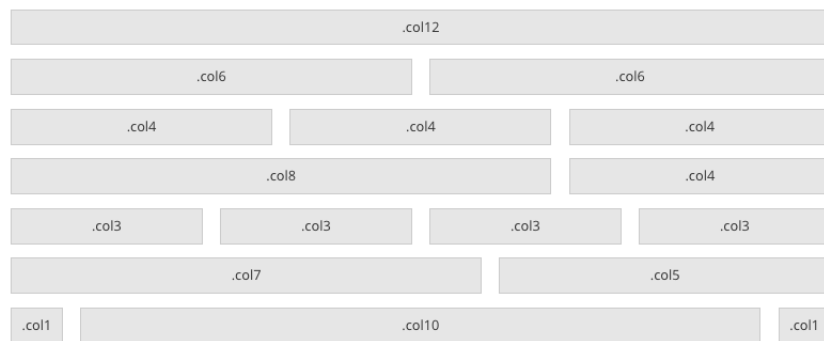 .col12
.col6 .col6
.col4 .col4 .col4
.col8 .col4
.col3 .col3 .col3 .col3
.col7 .col5
.col1 .col10 .col1